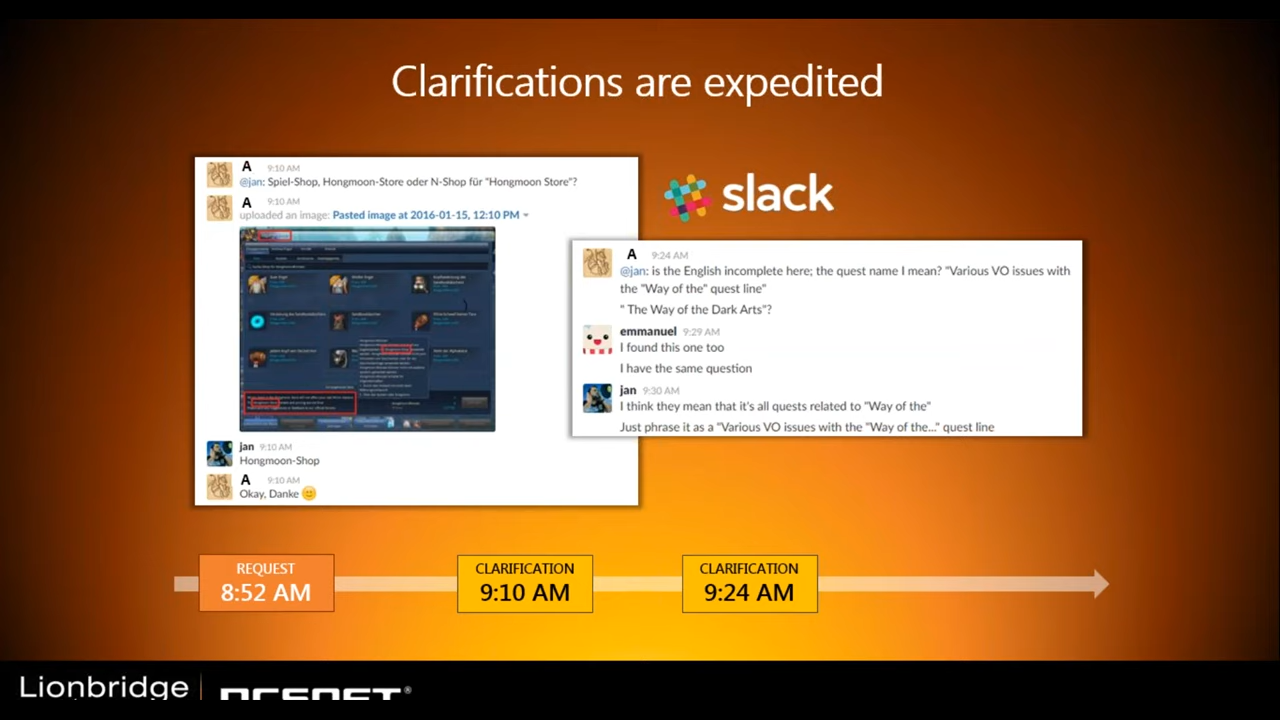 Clarifications are expedited
A 9:10 AM
@jan: Spiel-Shop, Hongmoon-Store oder N-Shop für "Hongmoon Store"?
A 9:10 AM
uploaded an image: Pasted image at 2016-01-15, 12:10 PM
jan 9:10 AM
Hongmoon-Shop
A 9:10 AM
Okay, Danke
slack
A 9:24 AM
@jan: is the English incomplete here; the quest name I mean? "Various VO issues with
the "Way of the" quest line"
" The Way of the Dark Arts"?
emmanuel 9:29 AM
I found this one too
I have the same question
jan 9:30 AM
I think they mean that it's all quests related to "Way of the"
Just phrase it as a "Various VO issues with the "Way of the..." quest line
REQUEST
8:52 AM
CLARIFICATION
9:10 AM
CLARIFICATION
9:24 AM
Lionbridge